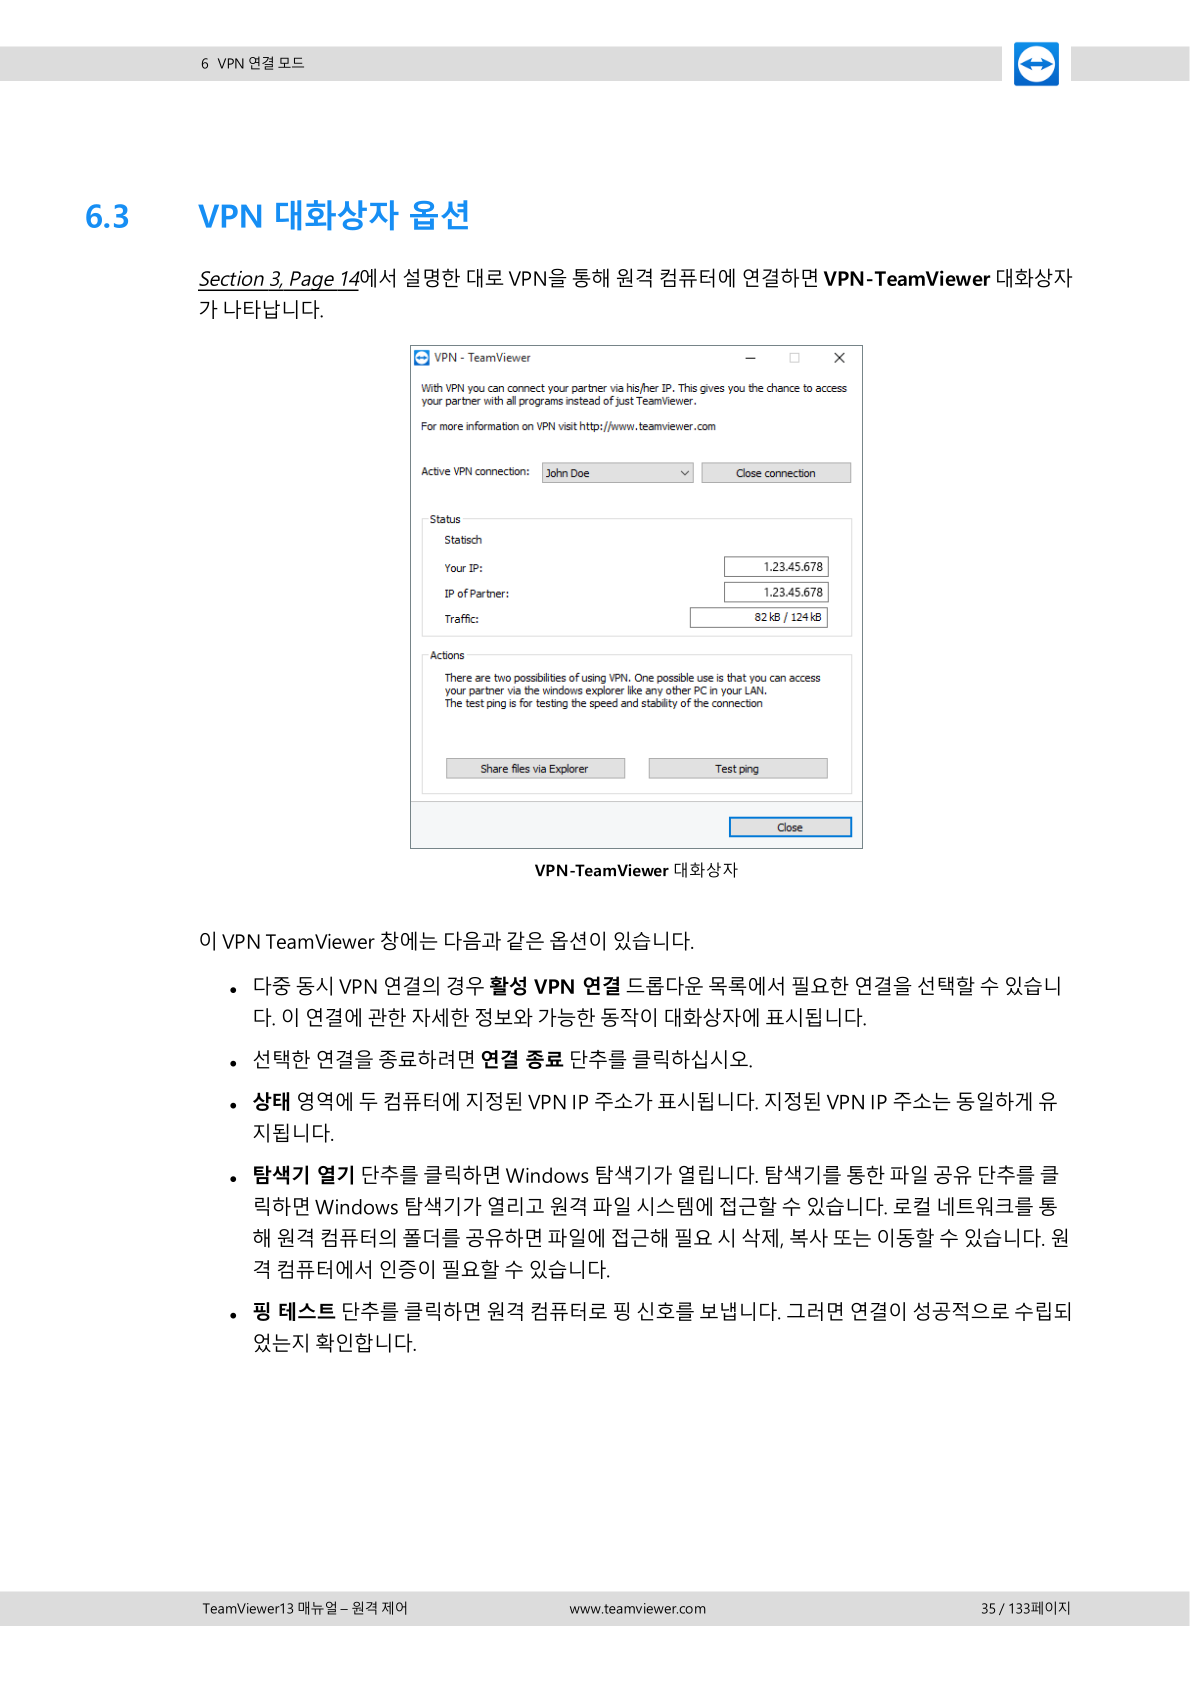 6 VPN 연결 모드
6.3 VPN 대화상자 옵션
Section 3, Page 14에서 설명한 대로 VPN을 통해 원격 컴퓨터에 연결하면 VPN-TeamViewer 대화상자
가 나타납니다.
VPN - TeamViewer
With VPN you can connect your partner via his/her IP. This gives you the chance to access
your partner with all programs instead of just TeamViewer.
For more information on VPN visit http://www.teamviewer.com
Active VPN connection: John Doe Close connection
Status
Statisch
Your IP: 1.23.45.678
IP of Partner: 1.23.45.678
Traffic: 82 kB / 124 kB
Actions
There are two possibilities of using VPN. One possible use is that you can access
your partner via the windows explorer like any other PC in your LAN.
The test ping is for testing the speed and stability of the connection
Share files via Explorer Test ping
Close
VPN-TeamViewer 대화상자
이 VPN TeamViewer 창에는 다음과 같은 옵션이 있습니다.
• 다중 동시 VPN 연결의 경우 활성 VPN 연결 드롭다운 목록에서 필요한 연결을 선택할 수 있습니
다. 이 연결에 관한 자세한 정보와 가능한 동작이 대화상자에 표시됩니다.
• 선택한 연결을 종료하려면 연결 종료 단추를 클릭하십시오.
• 상태 영역에 두 컴퓨터에 지정된 VPN IP 주소가 표시됩니다. 지정된 VPN IP 주소는 동일하게 유
지됩니다.
• 탐색기 열기 단추를 클릭하면 Windows 탐색기가 열립니다. 탐색기를 통한 파일 공유 단추를 클
릭하면 Windows 탐색기가 열리고 원격 파일 시스템에 접근할 수 있습니다. 로컬 네트워크를 통
해 원격 컴퓨터의 폴더를 공유하면 파일에 접근해 필요 시 삭제, 복사 또는 이동할 수 있습니다. 원
격 컴퓨터에서 인증이 필요할 수 있습니다.
• 핑 테스트 단추를 클릭하면 원격 컴퓨터로 핑 신호를 보냅니다. 그러면 연결이 성공적으로 수립되
었는지 확인합니다.
TeamViewer13 매뉴얼 – 원격 제어 www.teamviewer.com 35 / 133페이지